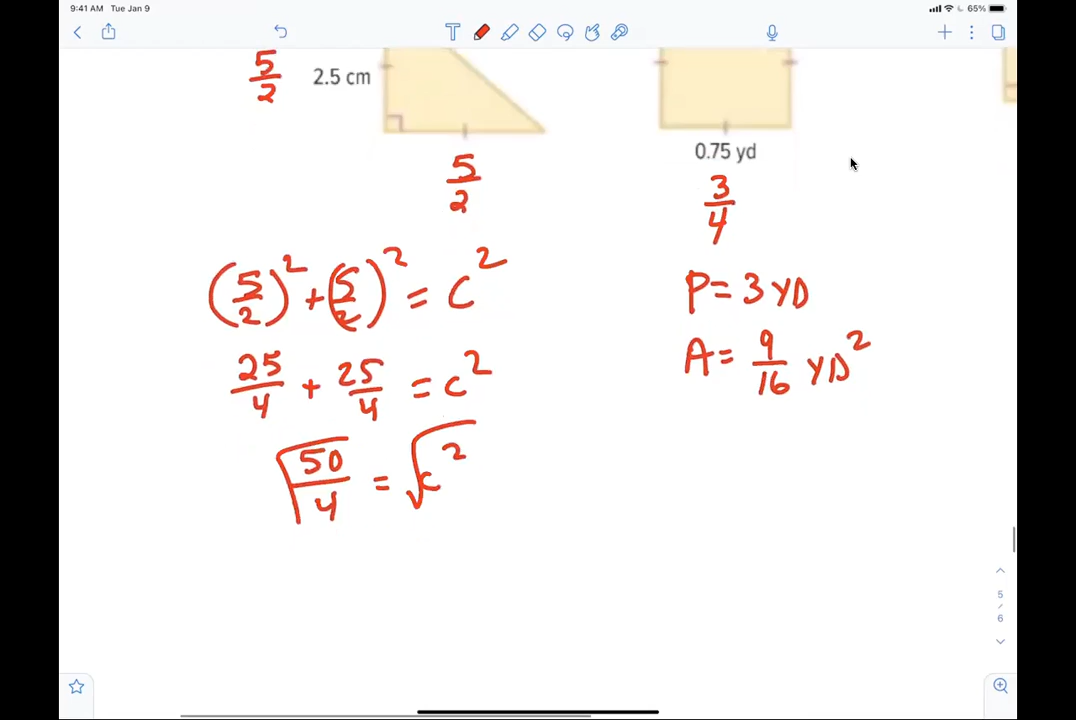 9:41 AM Tue Jan 9
65%
T
5/2
2.5 cm
5/2
0.75 yd
3/4
(5/2)² + (5/2)² = C²
25/4 + 25/4 = C²
√50/4 = √C²
P = 3 YD
A = 9/16 YD²
5
/
6